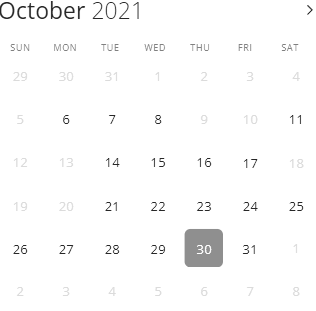 October 2021 >
SUN MON TUE WED THU FRI SAT
29 30 31 1 2 3 4
5 6 7 8 9 10 11
12 13 14 15 16 17 18
19 20 21 22 23 24 25
26 27 28 29 30 31 1
2 3 4 5 6 7 8